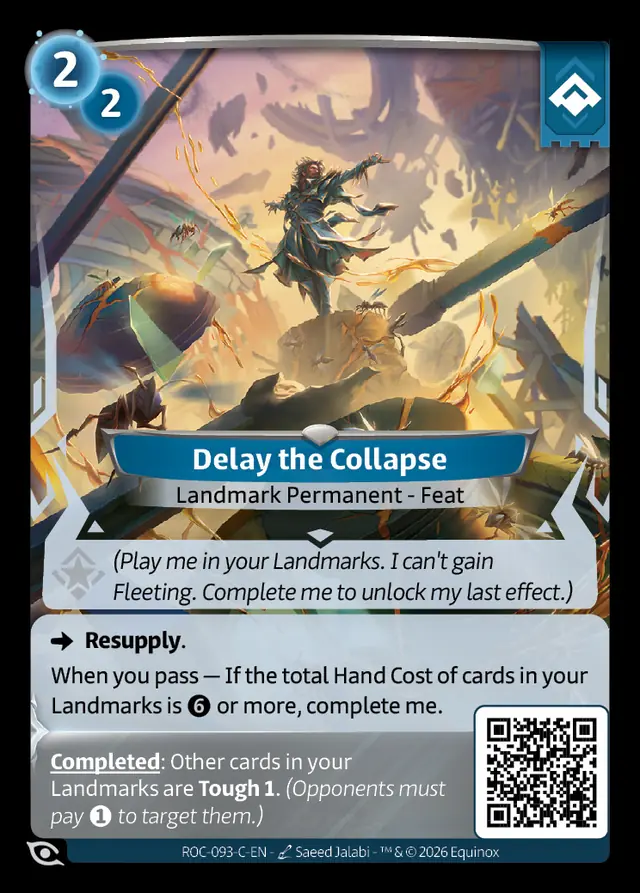 2
2
Delay the Collapse
Landmark Permanent - Feat
(Play me in your Landmarks. I can't gain
Fleeting. Complete me to unlock my last effect.)
Resupply.
When you pass — If the total Hand Cost of cards in your
Landmarks is 6 or more, complete me.
Completed: Other cards in your
Landmarks are Tough 1. (Opponents must
pay 1 to target them.)
ROC-093-C-EN - Saeed Jalabi - ™ & © 2026 Equinox